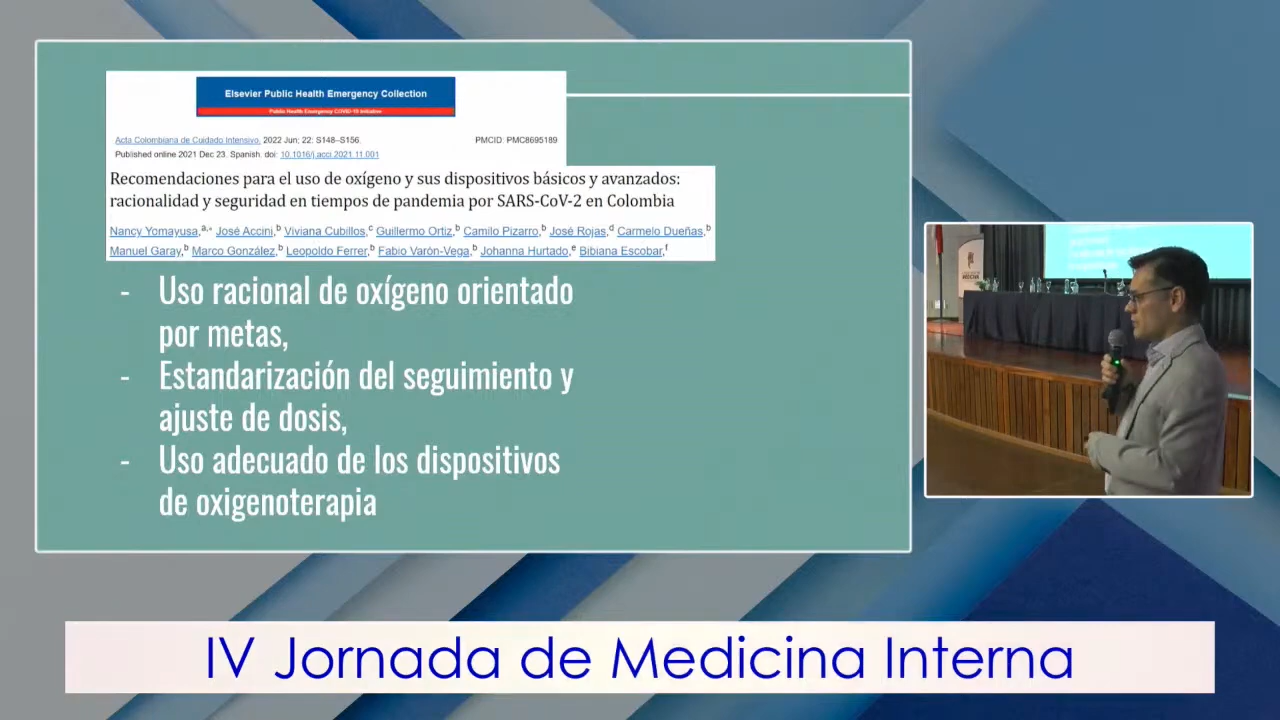 Elsevier Public Health Emergency Collection
Public Health Emergency COVID-19 Initiative
Acta Colombiana de Cuidado Intensivo. 2022 Jun; 22: S148–S156.
PMCID: PMC8695189
Published online 2021 Dec 23. Spanish. doi: 10.1016/j.acci.2021.11.001
Recomendaciones para el uso de oxígeno y sus dispositivos básicos y avanzados:
racionalidad y seguridad en tiempos de pandemia por SARS-CoV-2 en Colombia
Nancy Yomayusa,a,* José Accini,b Viviana Cubillos,c Guillermo Ortiz,b Camilo Pizarro,b José Rojas,d Carmelo Dueñas,b
Manuel Garay,b Marco González,b Leopoldo Ferrer,b Fabio Varón-Vega,b Johanna Hurtado,e Bibiana Escobar,f
- Uso racional de oxígeno orientado
por metas,
- Estandarización del seguimiento y
ajuste de dosis,
- Uso adecuado de los dispositivos
de oxigenoterapia
MEDICINA
IV Jornada de Medicina Interna